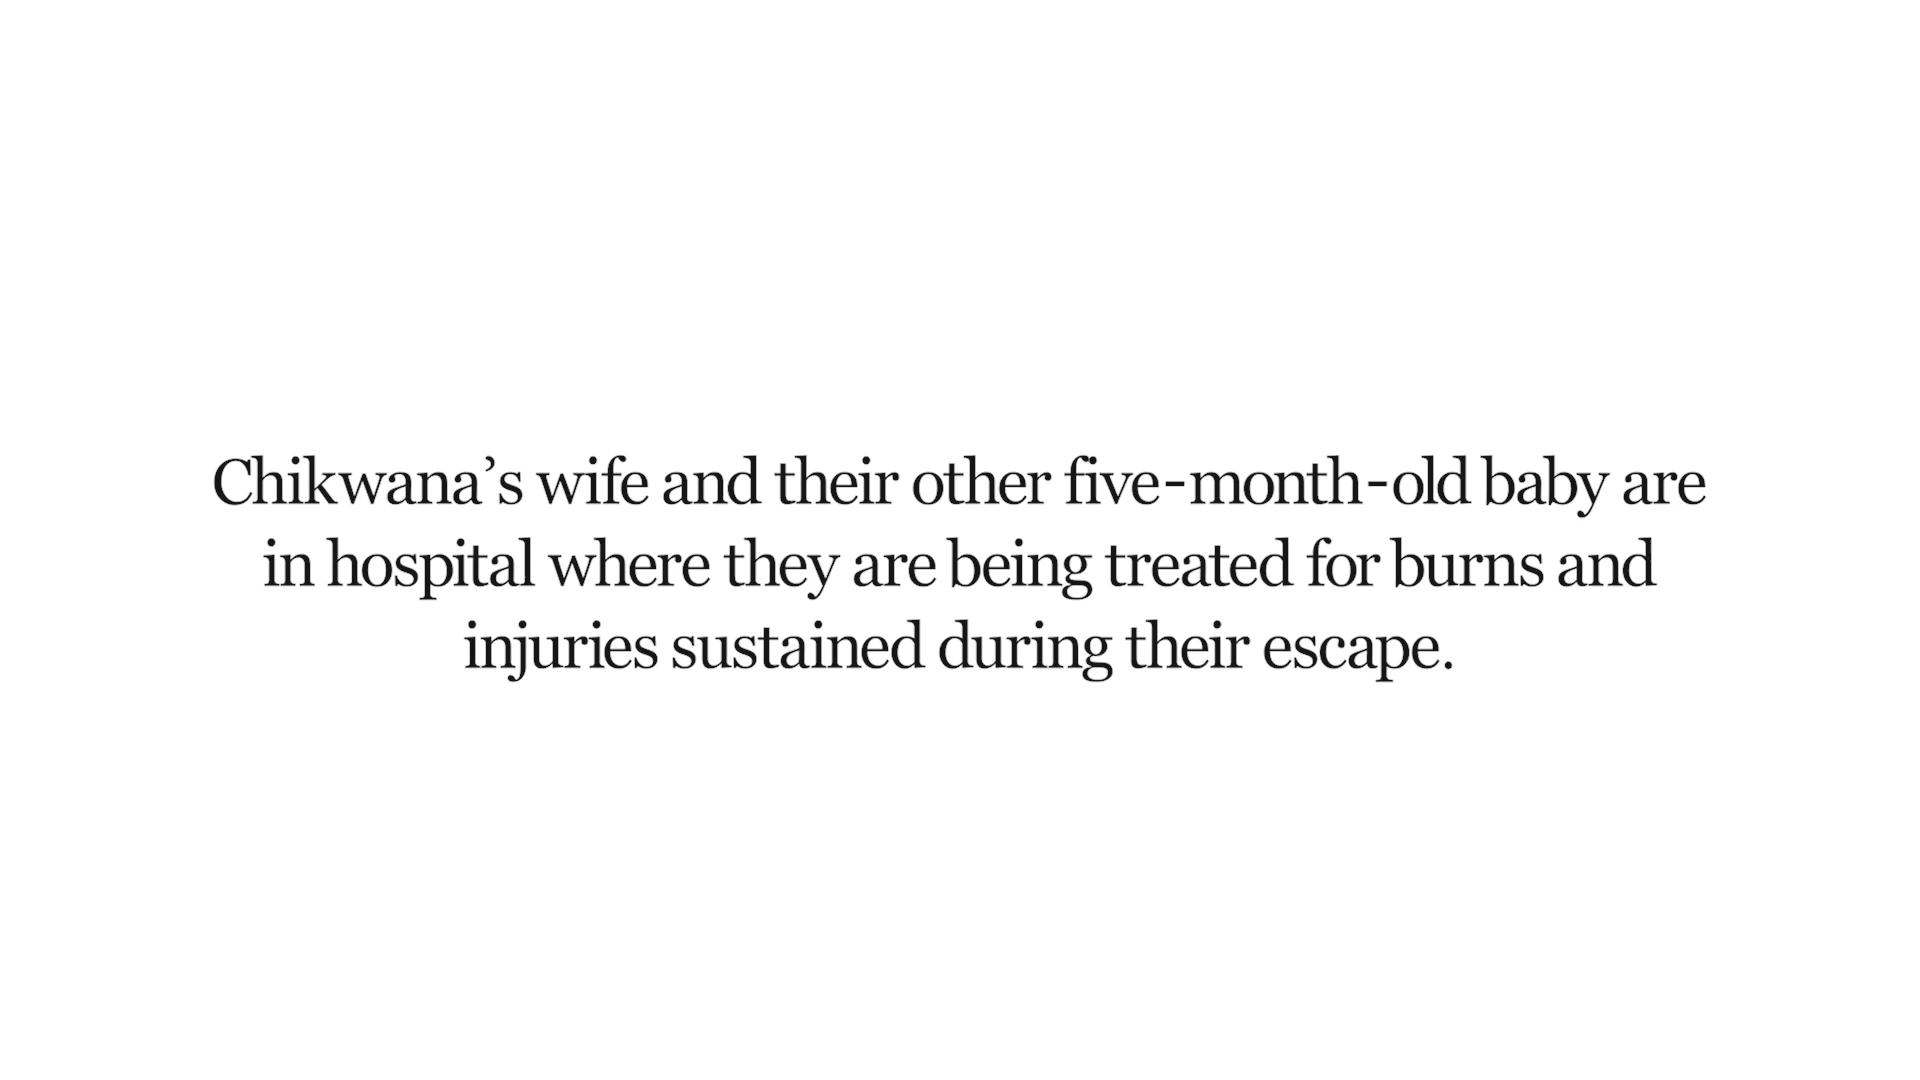 Chikwana’s wife and their other five-month-old baby are
in hospital where they are being treated for burns and
injuries sustained during their escape.